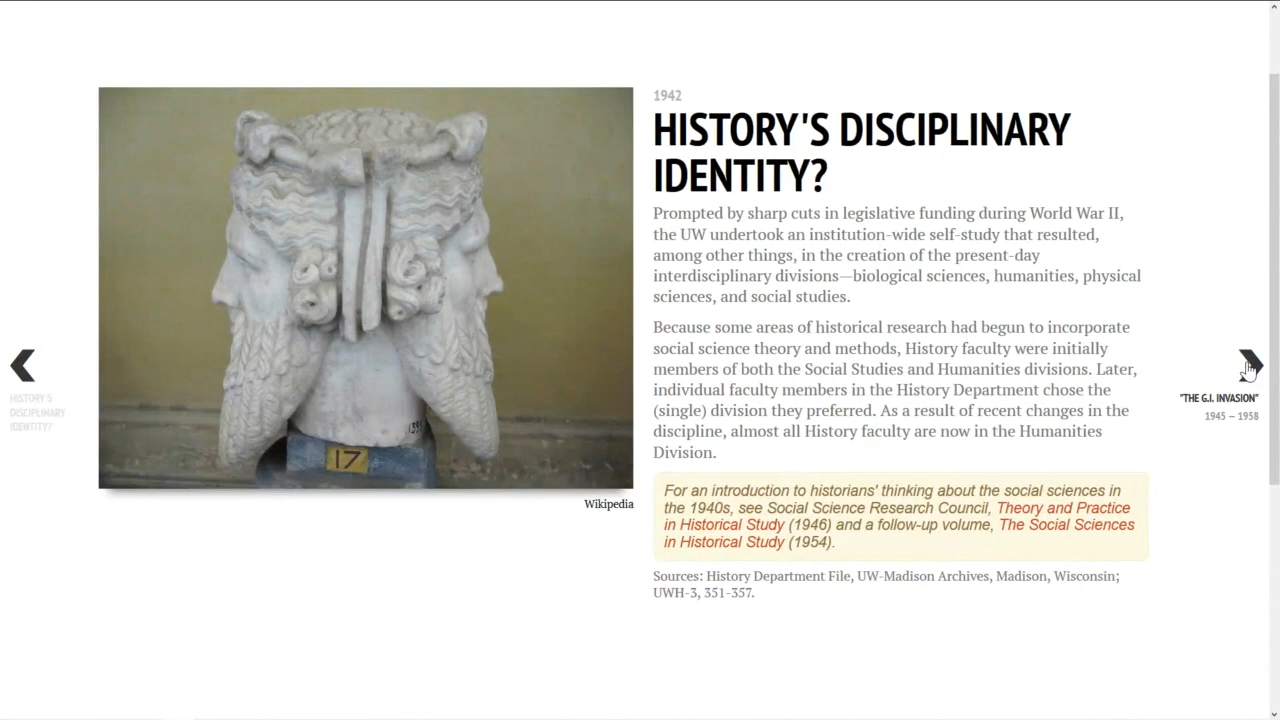 1942
HISTORY'S DISCIPLINARY
IDENTITY?
Prompted by sharp cuts in legislative funding during World War II,
the UW undertook an institution-wide self-study that resulted,
among other things, in the creation of the present-day
interdisciplinary divisions—biological sciences, humanities, physical
sciences, and social studies.
Because some areas of historical research had begun to incorporate
social science theory and methods, History faculty were initially
members of both the Social Studies and Humanities divisions. Later,
individual faculty members in the History Department chose the
(single) division they preferred. As a result of recent changes in the
discipline, almost all History faculty are now in the Humanities
Division.
For an introduction to historians' thinking about the social sciences in
the 1940s, see Social Science Research Council, Theory and Practice
in Historical Study (1946) and a follow-up volume, The Social Sciences
in Historical Study (1954).
Sources: History Department File, UW-Madison Archives, Madison, Wisconsin;
UWH-3, 351-357.
17
Wikipedia
HISTORY'S
DISCIPLINARY
IDENTITY?
"THE G.I. INVASION"
1945 – 1958